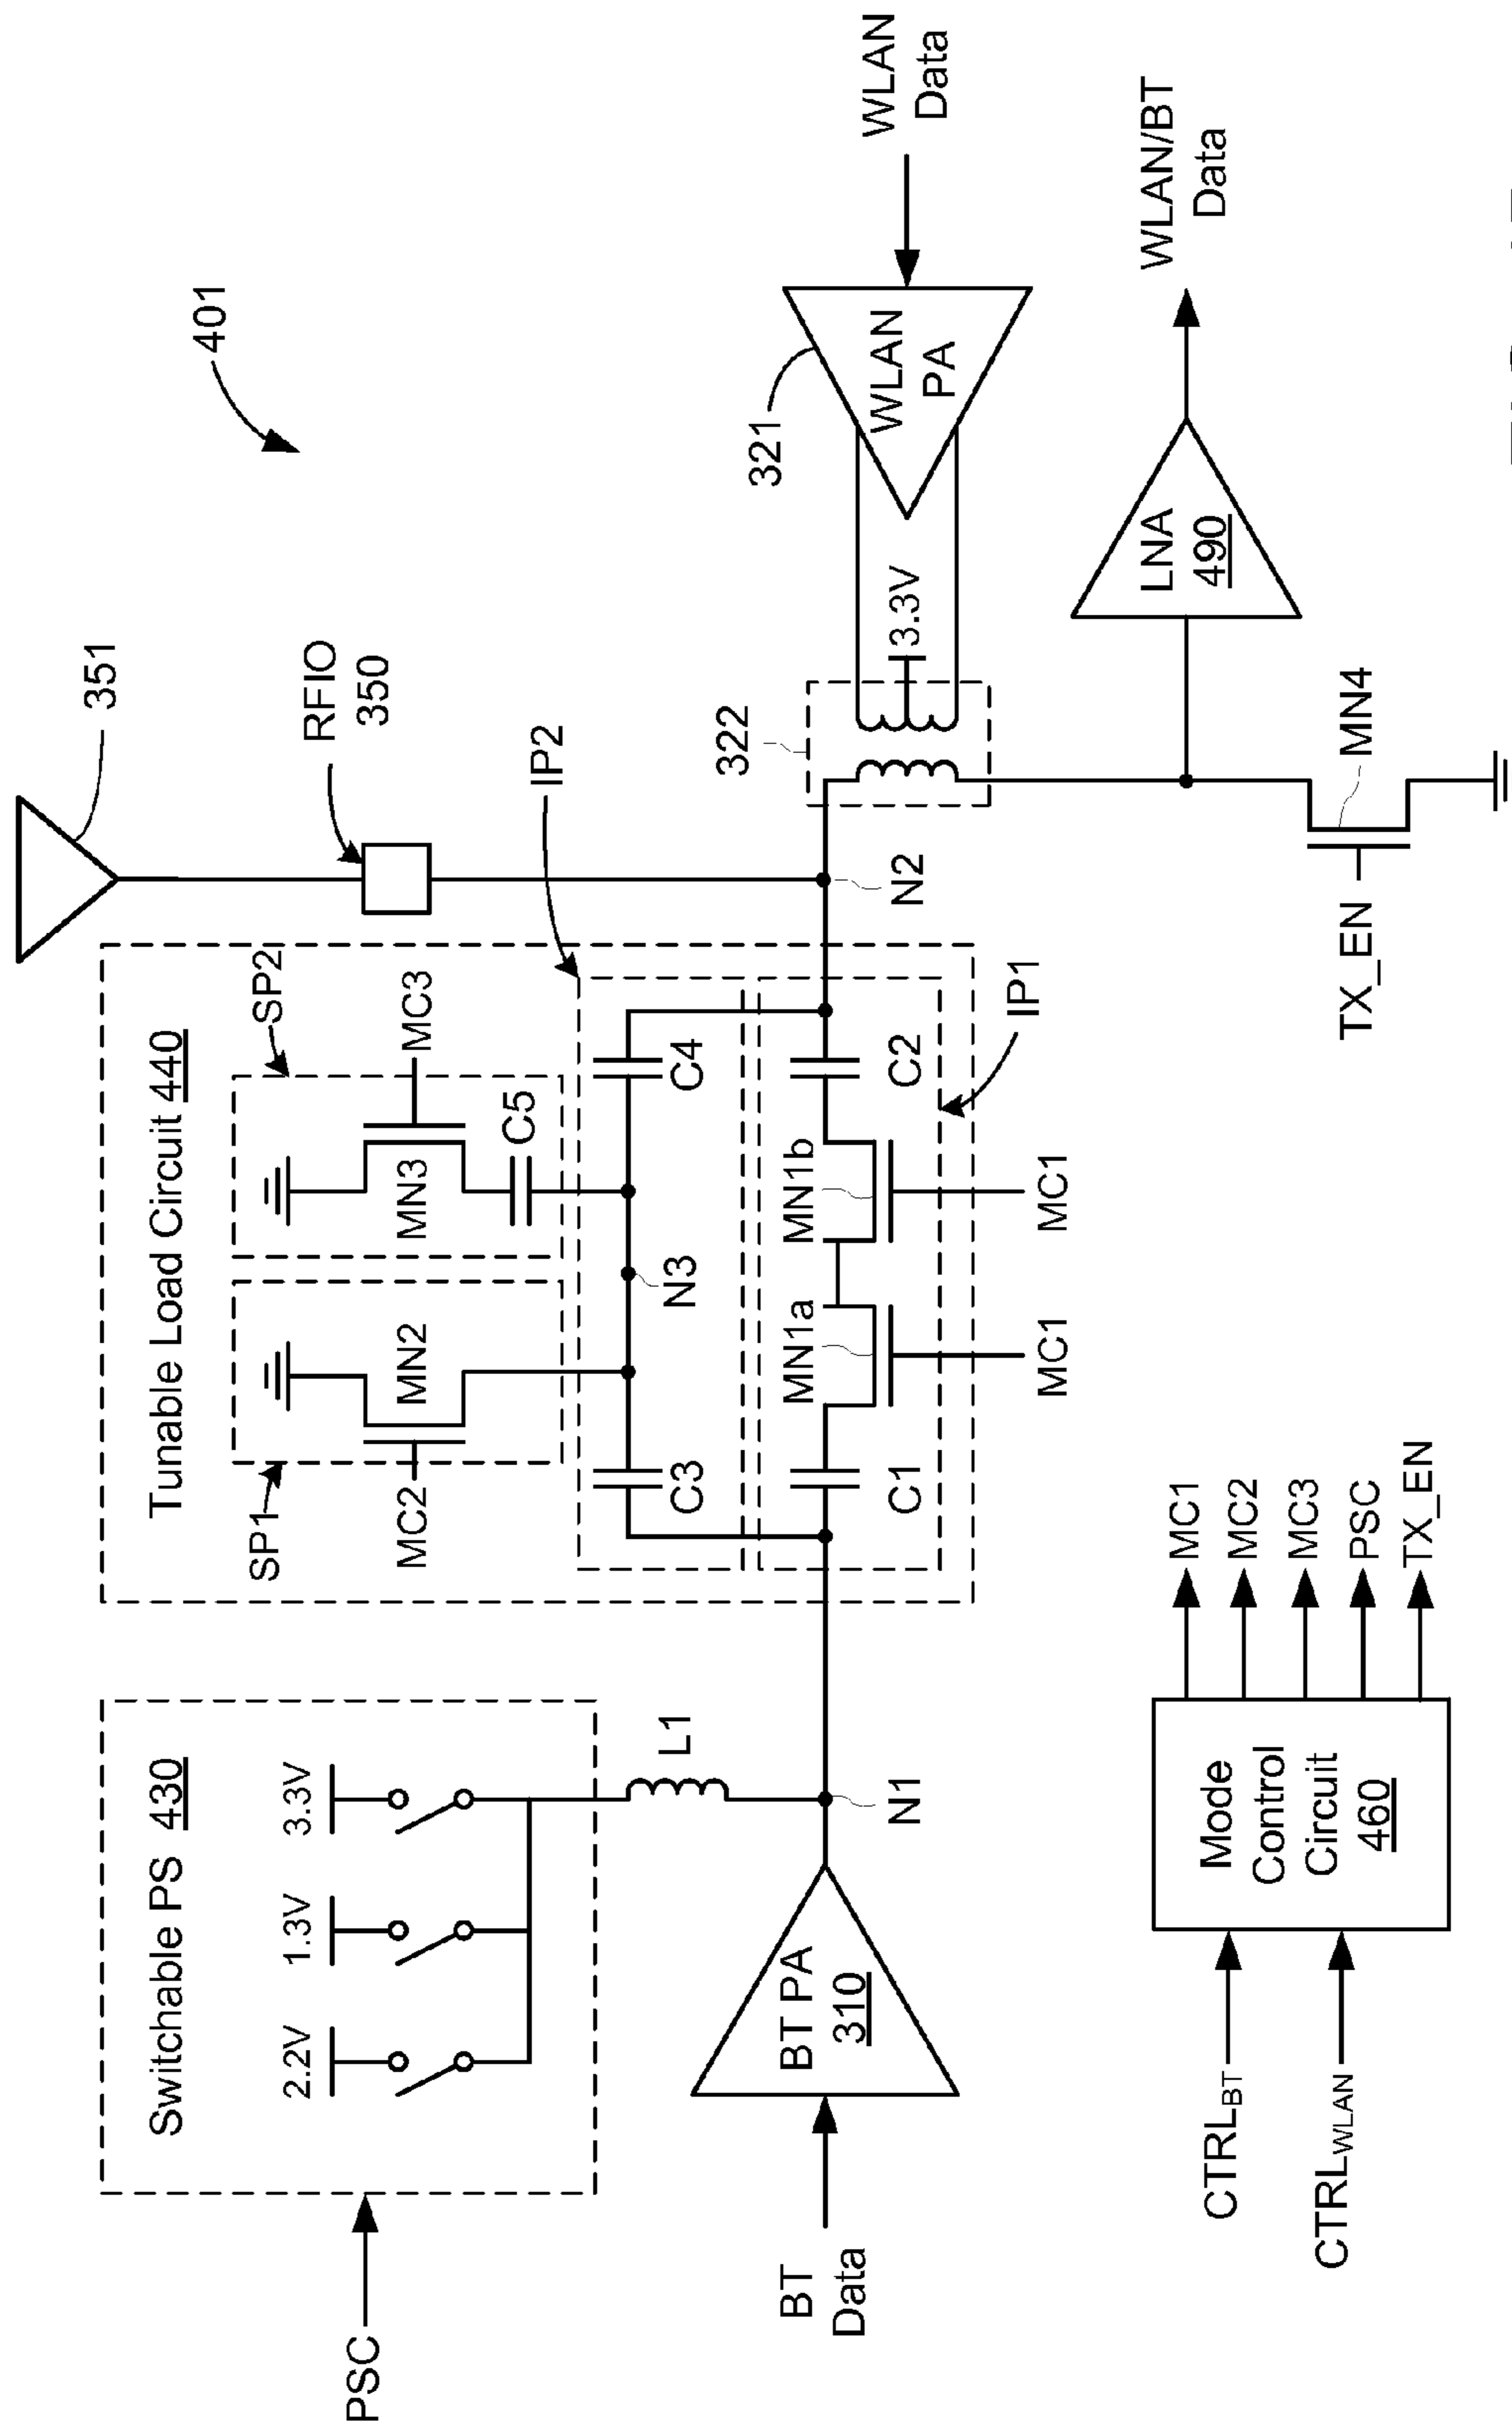 401
351
RFIO
350
Switchable PS 430
2.2V
1.3V
3.3V
PSC
L1
N1
BT
Data
BT PA
310
Tunable Load Circuit 440
SP1
SP2
MC2
MN2
MN3
MC3
C5
C3
N3
C4
IP2
C1
MN1a
MN1b
C2
MC1
MC1
IP1
N2
322
3.3V
321
WLAN
PA
WLAN
Data
LNA
490
WLAN/BT
Data
TX_EN
MN4
CTRLBT
CTRLWLAN
Mode
Control
Circuit
460
MC1
MC2
MC3
PSC
TX_EN